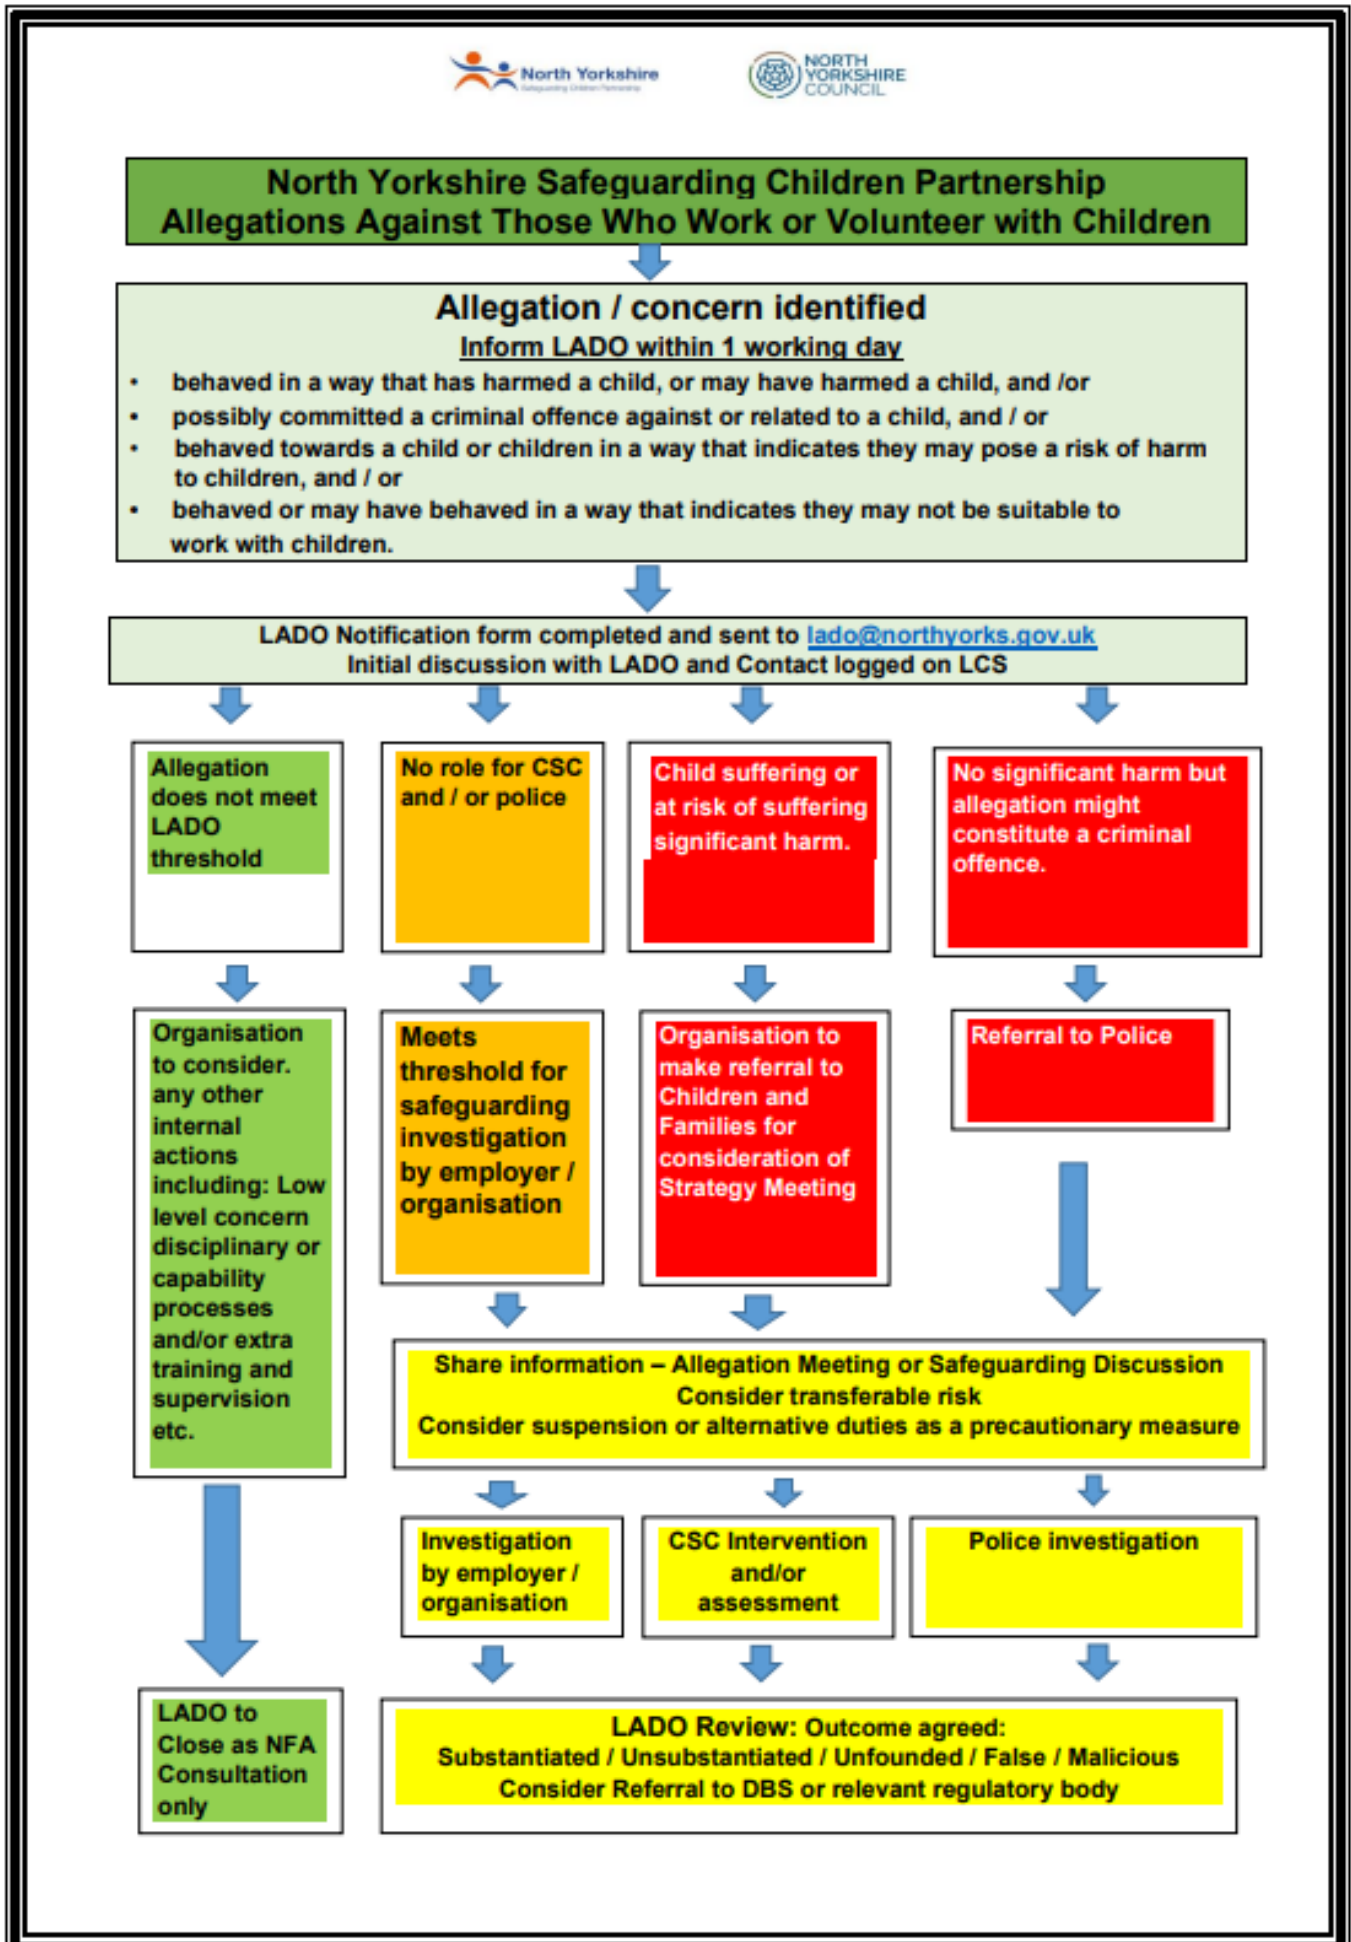 North Yorkshire
Safeguarding Children Partnership
NORTH
YORKSHIRE
COUNCIL
North Yorkshire Safeguarding Children Partnership
Allegations Against Those Who Work or Volunteer with Children
Allegation / concern identified
Inform LADO within 1 working day
• behaved in a way that has harmed a child, or may have harmed a child, and /or
• possibly committed a criminal offence against or related to a child, and / or
• behaved towards a child or children in a way that indicates they may pose a risk of harm
to children, and / or
• behaved or may have behaved in a way that indicates they may not be suitable to
work with children.
LADO Notification form completed and sent to lado@northyorks.gov.uk
Initial discussion with LADO and Contact logged on LCS
Allegation
does not meet
LADO
threshold
No role for CSC
and / or police
Child suffering or
at risk of suffering
significant harm.
No significant harm but
allegation might
constitute a criminal
offence.
Organisation
to consider.
any other
internal
actions
including: Low
level concern
disciplinary or
capability
processes
and/or extra
training and
supervision
etc.
Meets
threshold for
safeguarding
investigation
by employer /
organisation
Organisation to
make referral to
Children and
Families for
consideration of
Strategy Meeting
Referral to Police
Share information – Allegation Meeting or Safeguarding Discussion
Consider transferable risk
Consider suspension or alternative duties as a precautionary measure
Investigation
by employer /
organisation
CSC Intervention
and/or
assessment
Police investigation
LADO to
Close as NFA
Consultation
only
LADO Review: Outcome agreed:
Substantiated / Unsubstantiated / Unfounded / False / Malicious
Consider Referral to DBS or relevant regulatory body